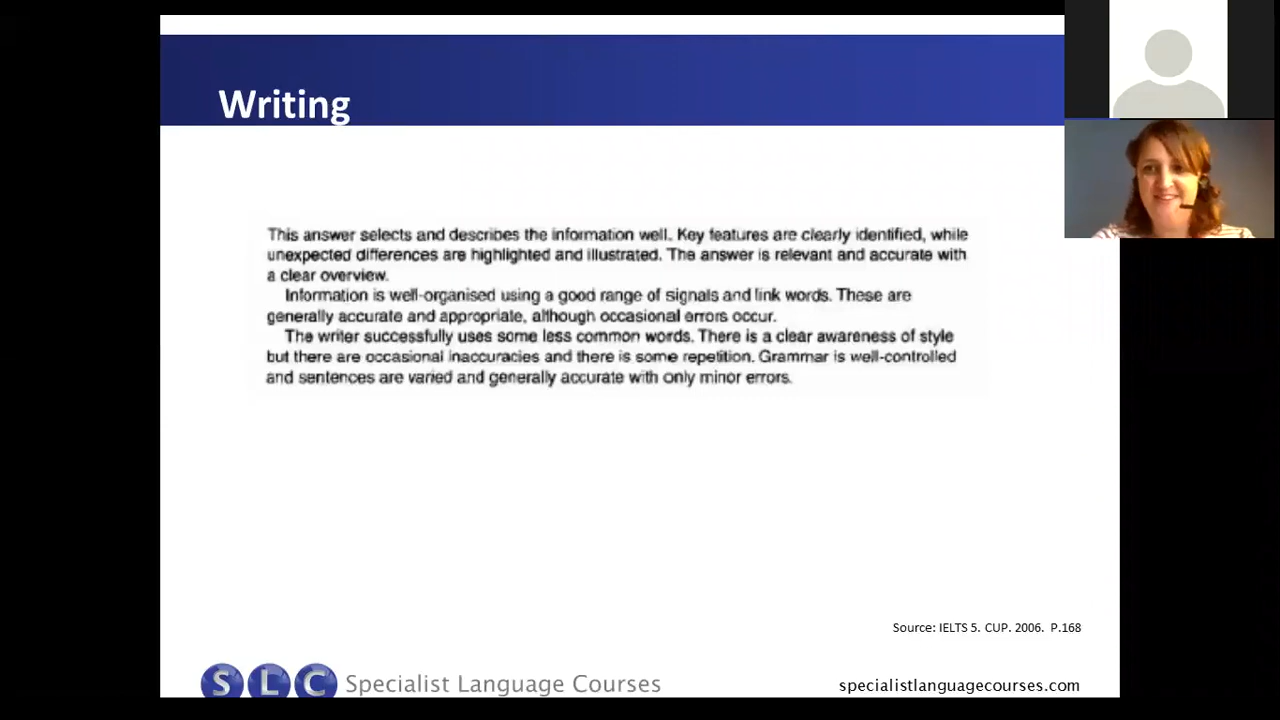 Writing
This answer selects and describes the information well. Key features are clearly identified, while
unexpected differences are highlighted and illustrated. The answer is relevant and accurate with
a clear overview.
Information is well-organised using a good range of signals and link words. These are
generally accurate and appropriate, although occasional errors occur.
The writer successfully uses some less common words. There is a clear awareness of style
but there are occasional inaccuracies and there is some repetition. Grammar is well-controlled
and sentences are varied and generally accurate with only minor errors.
Source: IELTS 5. CUP. 2006. P.168
SLC Specialist Language Courses
specialistlanguagecourses.com